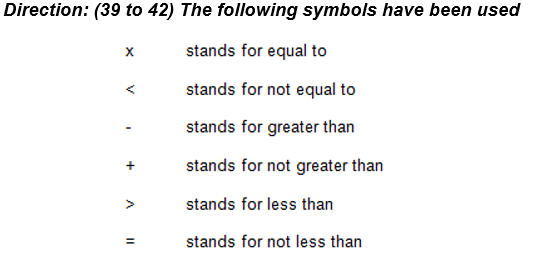 Direction: (39 to 42) The following symbols have been used
x stands for equal to
< stands for not equal to
- stands for greater than
+ stands for not greater than
> stands for less than
= stands for not less than